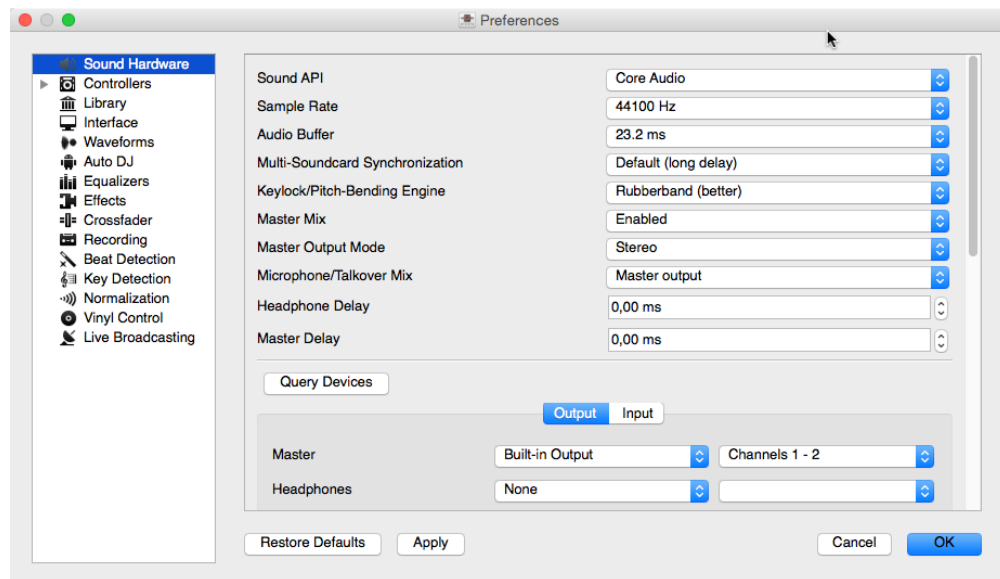 Preferences
Sound Hardware
Controllers
Library
Interface
Waveforms
Auto DJ
Equalizers
Effects
Crossfader
Recording
Beat Detection
Key Detection
Normalization
Vinyl Control
Live Broadcasting
Sound API Core Audio
Sample Rate 44100 Hz
Audio Buffer 23.2 ms
Multi-Soundcard Synchronization Default (long delay)
Keylock/Pitch-Bending Engine Rubberband (better)
Master Mix Enabled
Master Output Mode Stereo
Microphone/Talkover Mix Master output
Headphone Delay 0,00 ms
Master Delay 0,00 ms
Query Devices
Output Input
Master Built-in Output Channels 1 - 2
Headphones None
Restore Defaults Apply Cancel OK